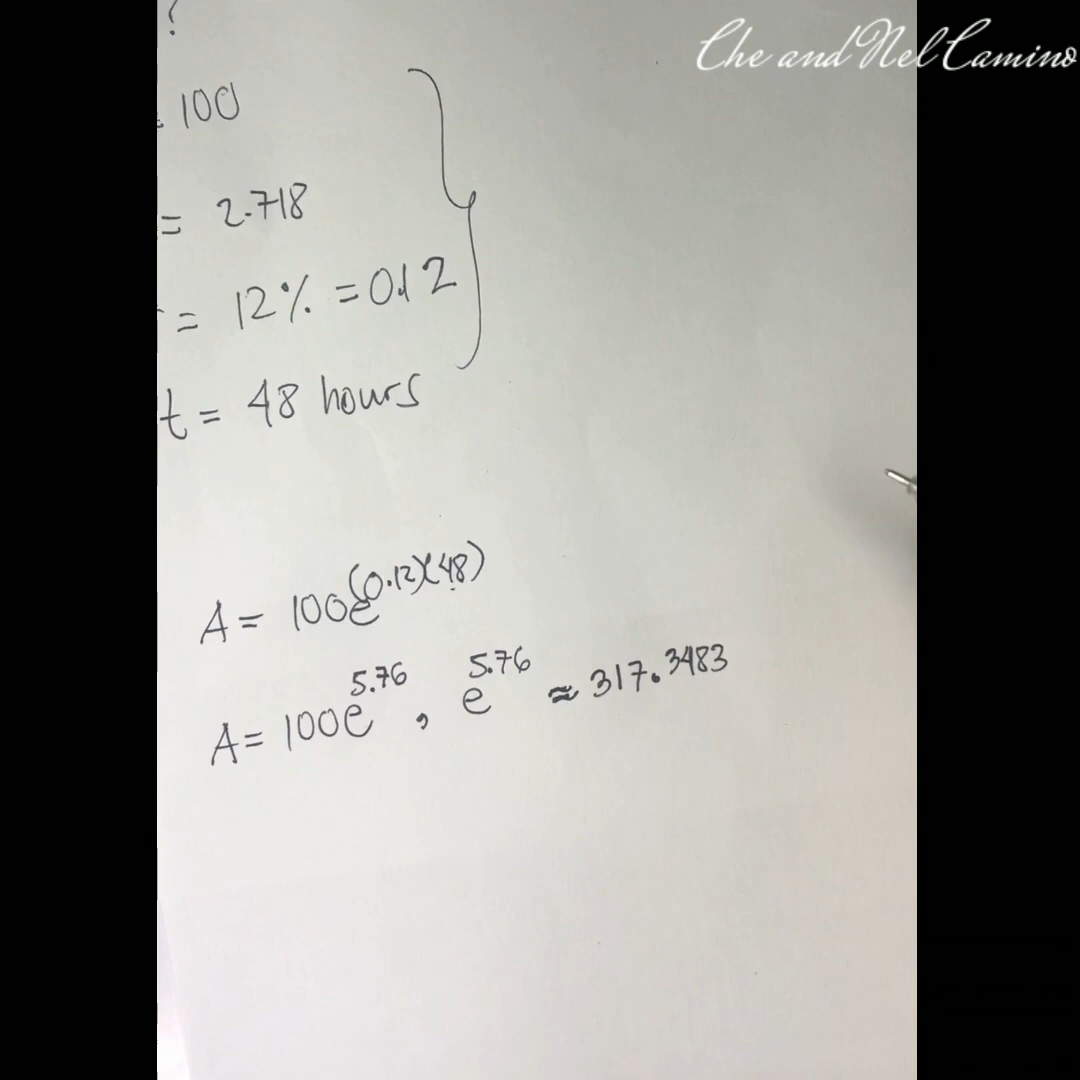 ?
Che and Nel Camino
= 100
= 2.718
= 12% = 0.12
t = 48 hours
A = 100e^(0.12)(48)
A = 100e^5.76, e^5.76 ≈ 317.3483